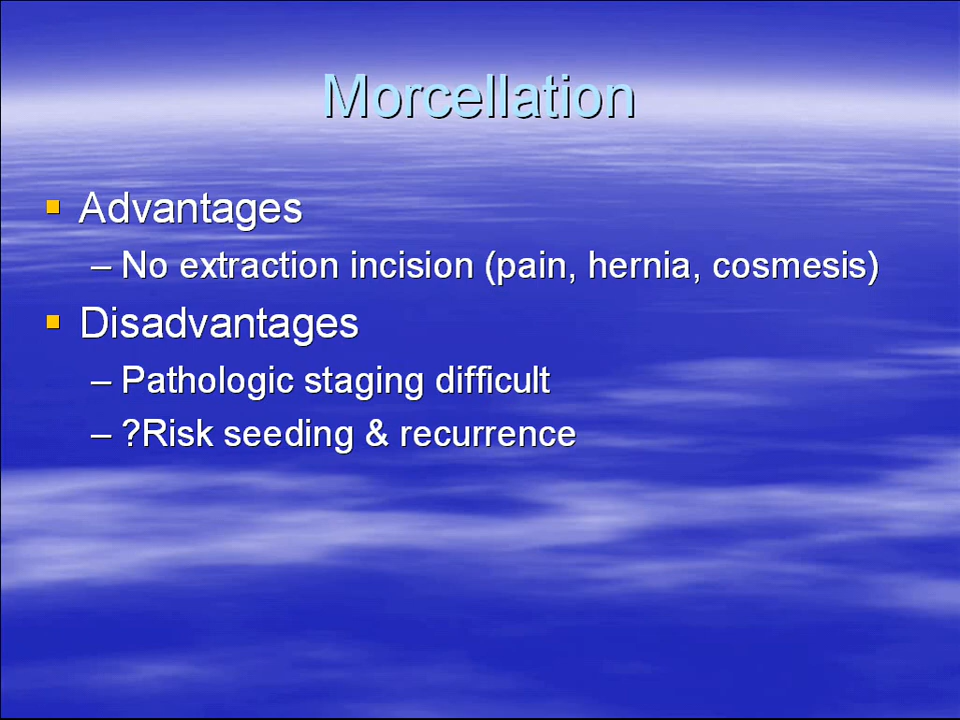 Morcellation
▪ Advantages
– No extraction incision (pain, hernia, cosmesis)
▪ Disadvantages
– Pathologic staging difficult
– ?Risk seeding & recurrence